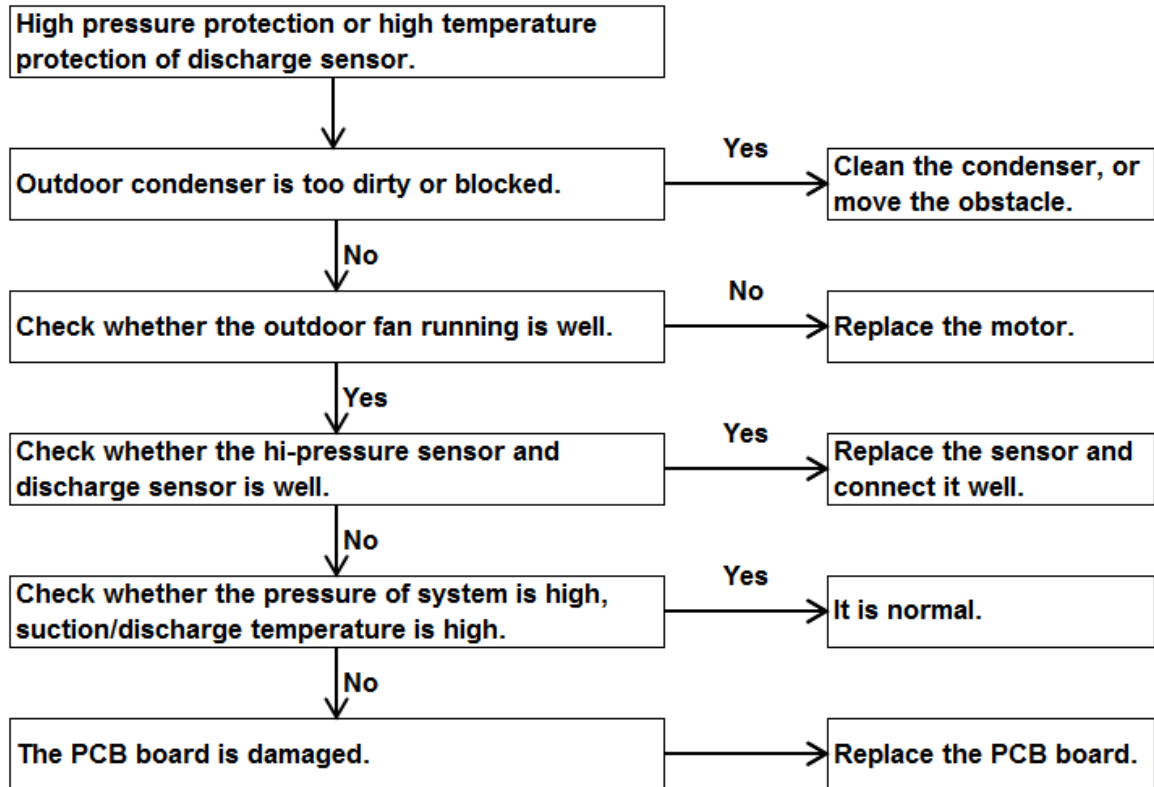 High pressure protection or high temperature
protection of discharge sensor.
Yes
Outdoor condenser is too dirty or blocked.
Clean the condenser, or
move the obstacle.
No
No
Check whether the outdoor fan running is well.
Replace the motor.
Yes
Yes
Check whether the hi-pressure sensor and
discharge sensor is well.
Replace the sensor and
connect it well.
No
Yes
Check whether the pressure of system is high,
suction/discharge temperature is high.
It is normal.
No
The PCB board is damaged.
Replace the PCB board.